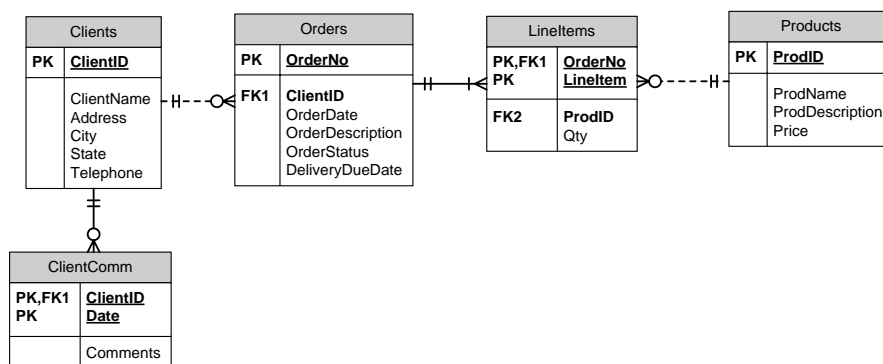 Clients
PK ClientID
ClientName
Address
City
State
Telephone
Orders
PK OrderNo
FK1 ClientID
OrderDate
OrderDescription
OrderStatus
DeliveryDueDate
LineItems
PK,FK1 OrderNo
PK LineItem
FK2 ProdID
Qty
Products
PK ProdID
ProdName
ProdDescription
Price
ClientComm
PK,FK1 ClientID
PK Date
Comments